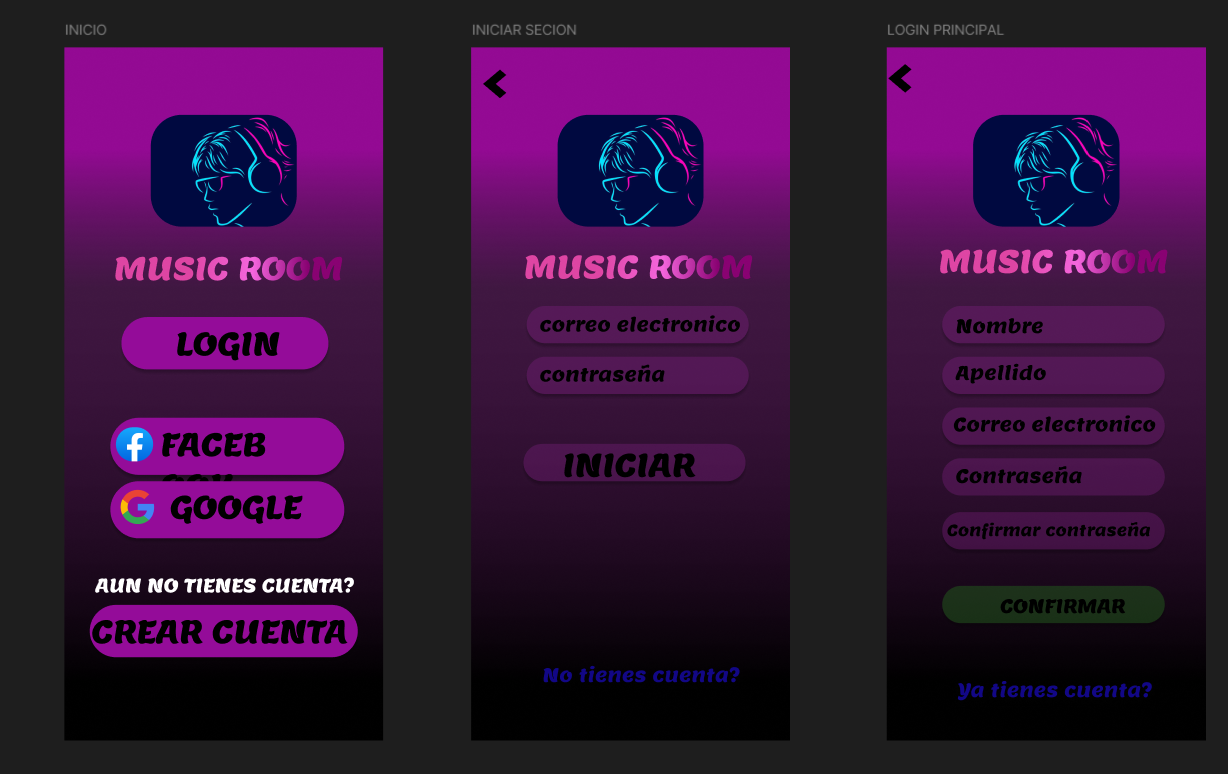 INICIO
MUSIC ROOM
LOGIN
FACEB
OOK
GOOGLE
AUN NO TIENES CUENTA?
CREAR CUENTA
INICIAR SECION
MUSIC ROOM
correo electronico
contraseña
INICIAR
No tienes cuenta?
LOGIN PRINCIPAL
MUSIC ROOM
Nombre
Apellido
Correo electronico
Contraseña
Confirmar contraseña
CONFIRMAR
Ya tienes cuenta?